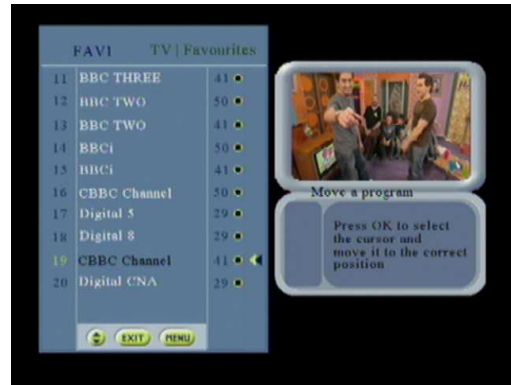 FAV1 TV | Favourites
11 BBC THREE 41
12 BBC TWO 50
13 BBC TWO 41
14 BBCi 50
15 BBCi 41
16 CBBC Channel 50
17 Digital 5 29
18 Digital 8 29
19 CBBC Channel 41
20 Digital CNA 29
EXIT MENU
Move a program
Press OK to select
the cursor and
move it to the correct
position